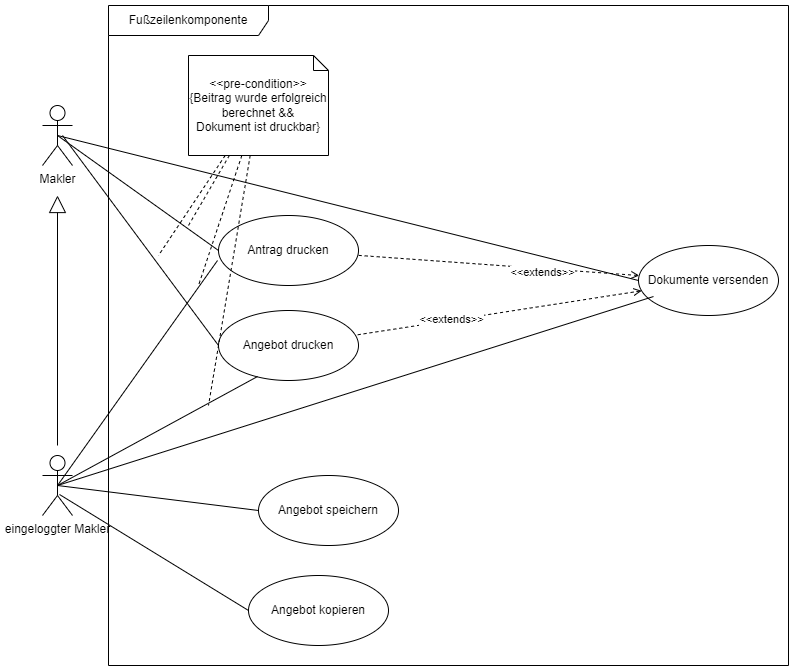 Fußzeilenkomponente
<<pre-condition>>
{Beitrag wurde erfolgreich
berechnet &&
Dokument ist druckbar}
Makler
Antrag drucken
<<extends>>
Dokumente versenden
<<extends>>
Angebot drucken
Angebot speichern
eingeloggter Makler
Angebot kopieren